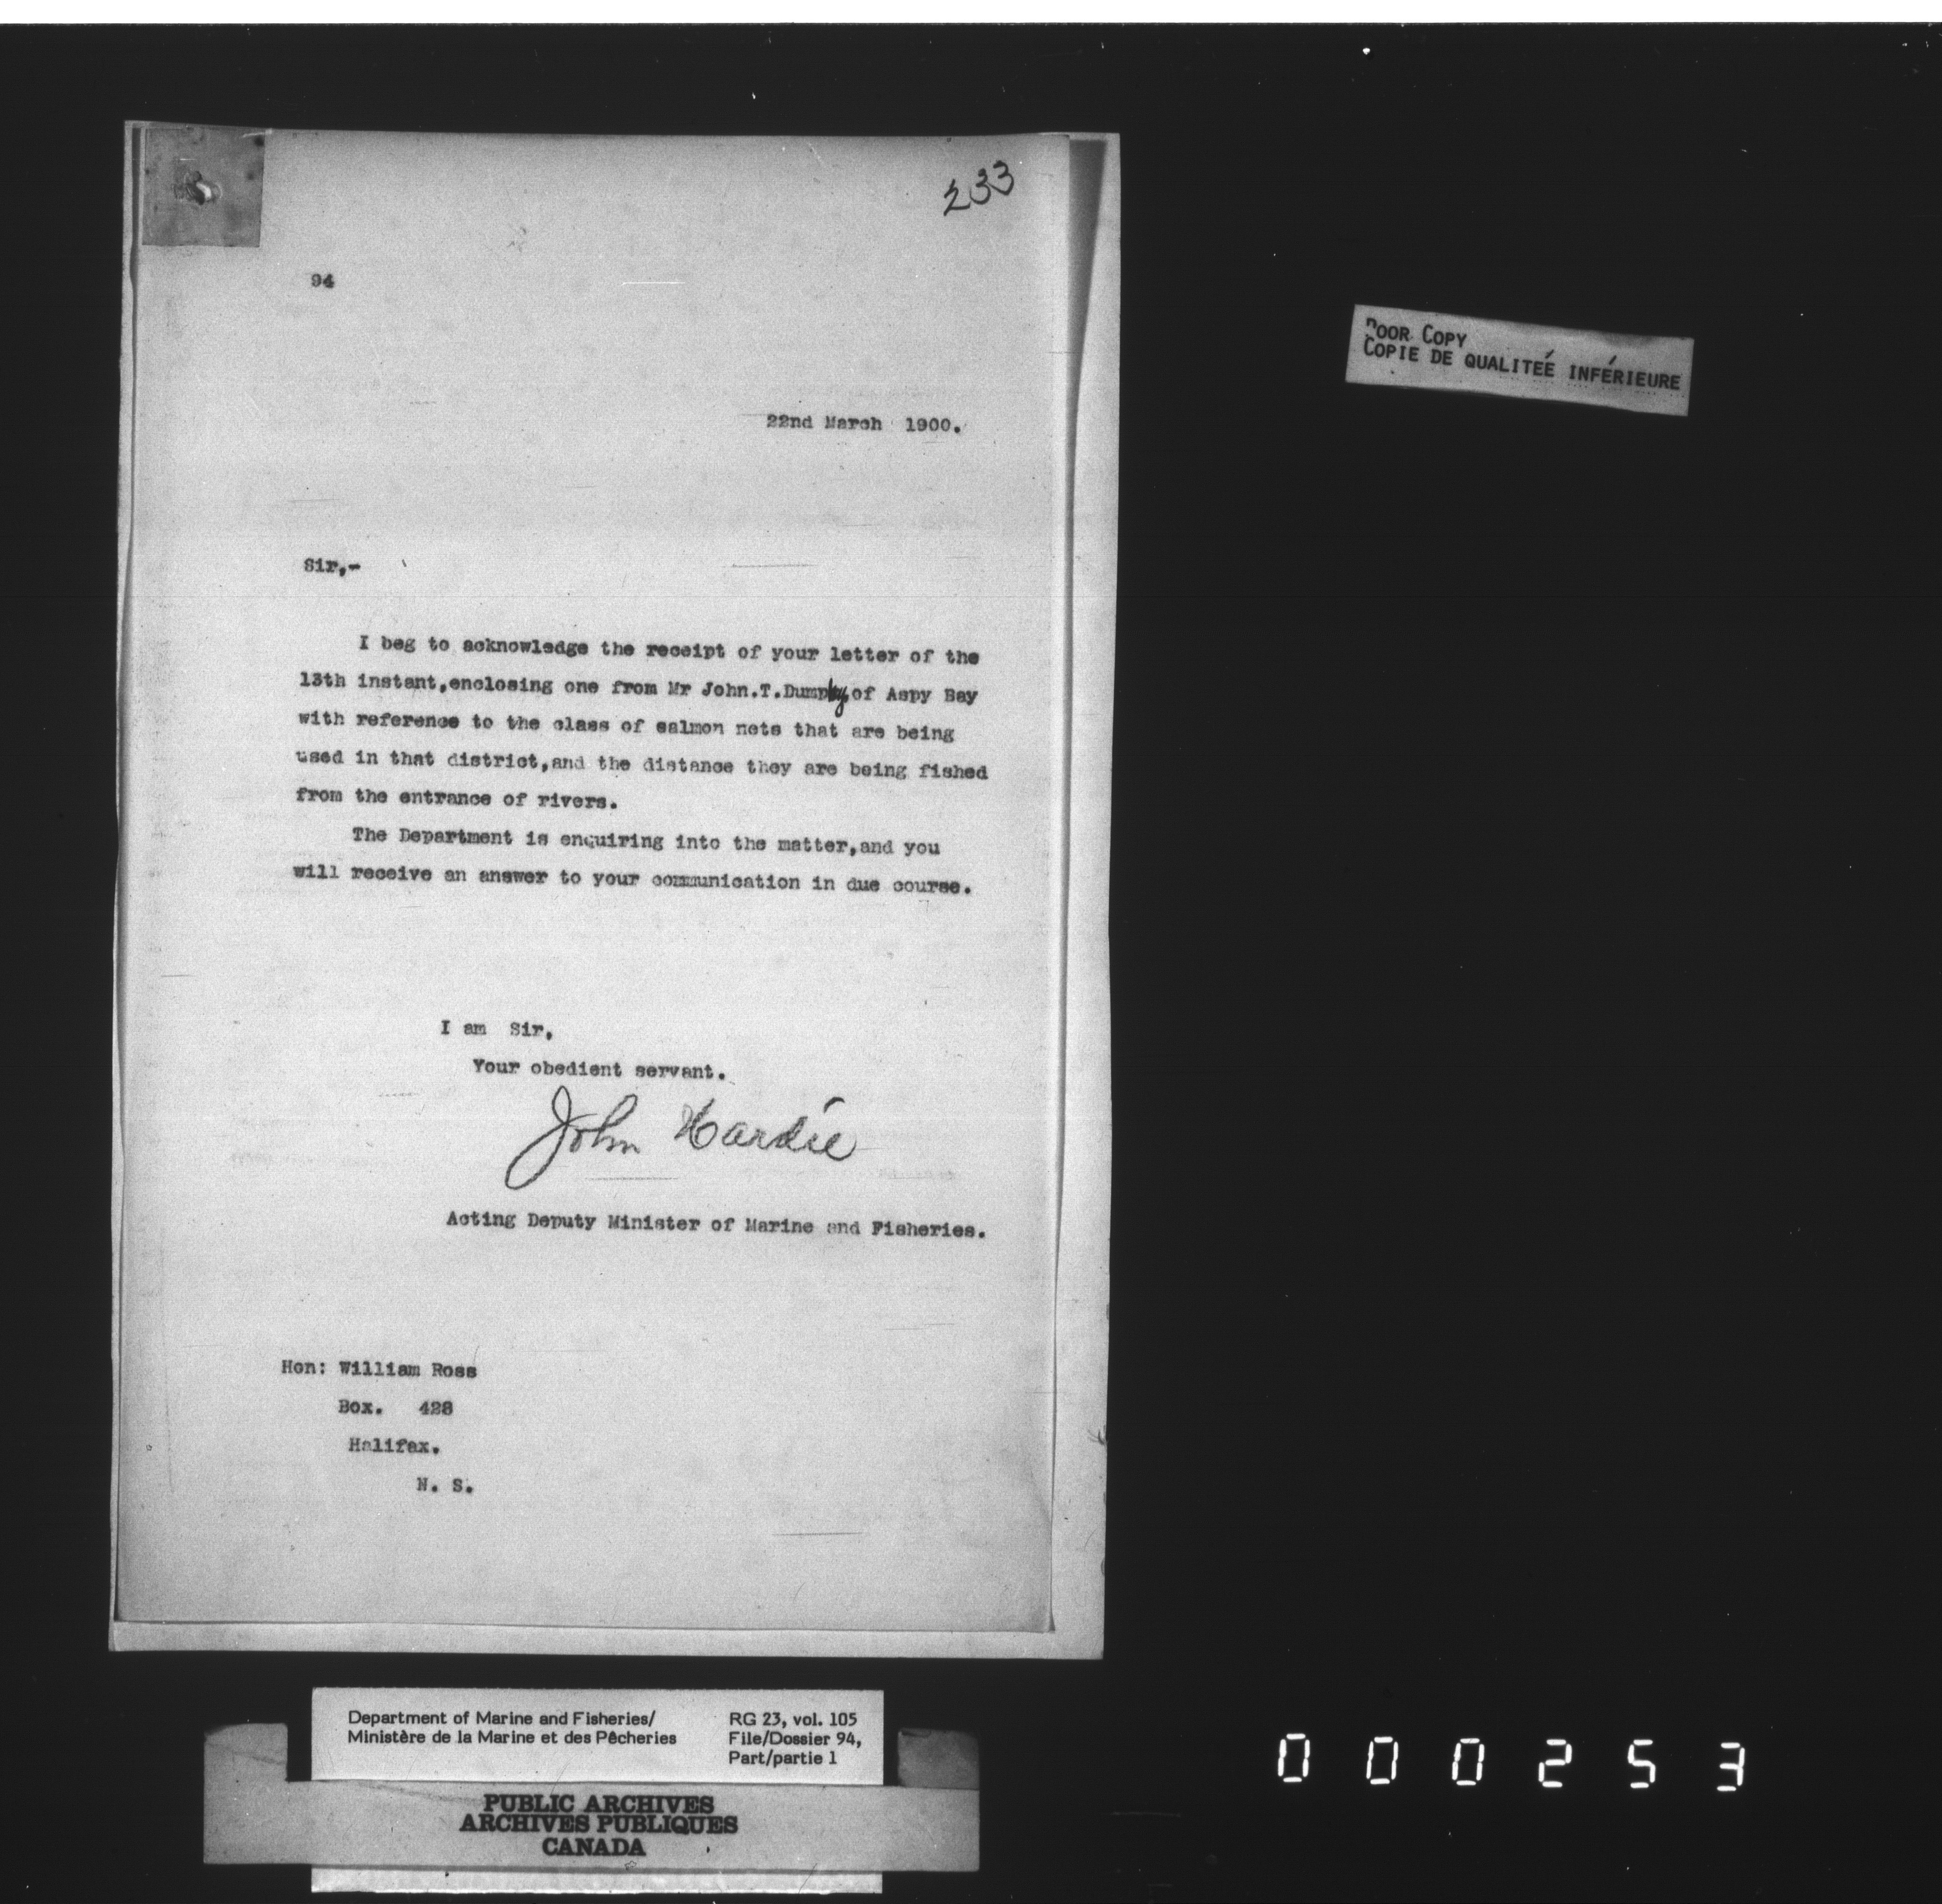 233
94
22nd March 1900.
Sir,-
I beg to acknowledge the receipt of your letter of the
13th instant,enclosing one from Mr John.T.Dumphy of Aspy Bay
with reference to the class of salmon nets that are being
used in that district,and the distance they are being fished
from the entrance of rivers.
The Department is enquiring into the matter,and you
will receive an answer to your communication in due course.
I am Sir,
Your obedient servant.
John Hardie
Acting Deputy Minister of Marine and Fisheries.
Hon: William Ross
Box. 428
Halifax.
N. S.
POOR COPY
COPIE DE QUALITEÉ INFÉRIEURE
Department of Marine and Fisheries/
Ministère de la Marine et des Pêcheries
RG 23, vol. 105
File/Dossier 94,
Part/partie 1
PUBLIC ARCHIVES
ARCHIVES PUBLIQUES
CANADA
000253